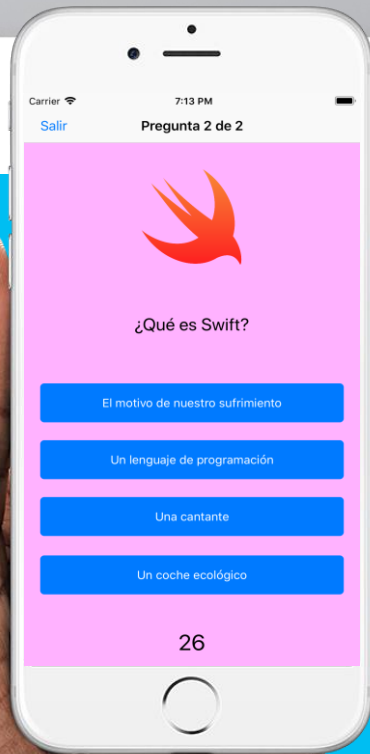 Carrier 7:13 PM
Salir Pregunta 2 de 2
¿Qué es Swift?
El motivo de nuestro sufrimiento
Un lenguaje de programación
Una cantante
Un coche ecológico
26